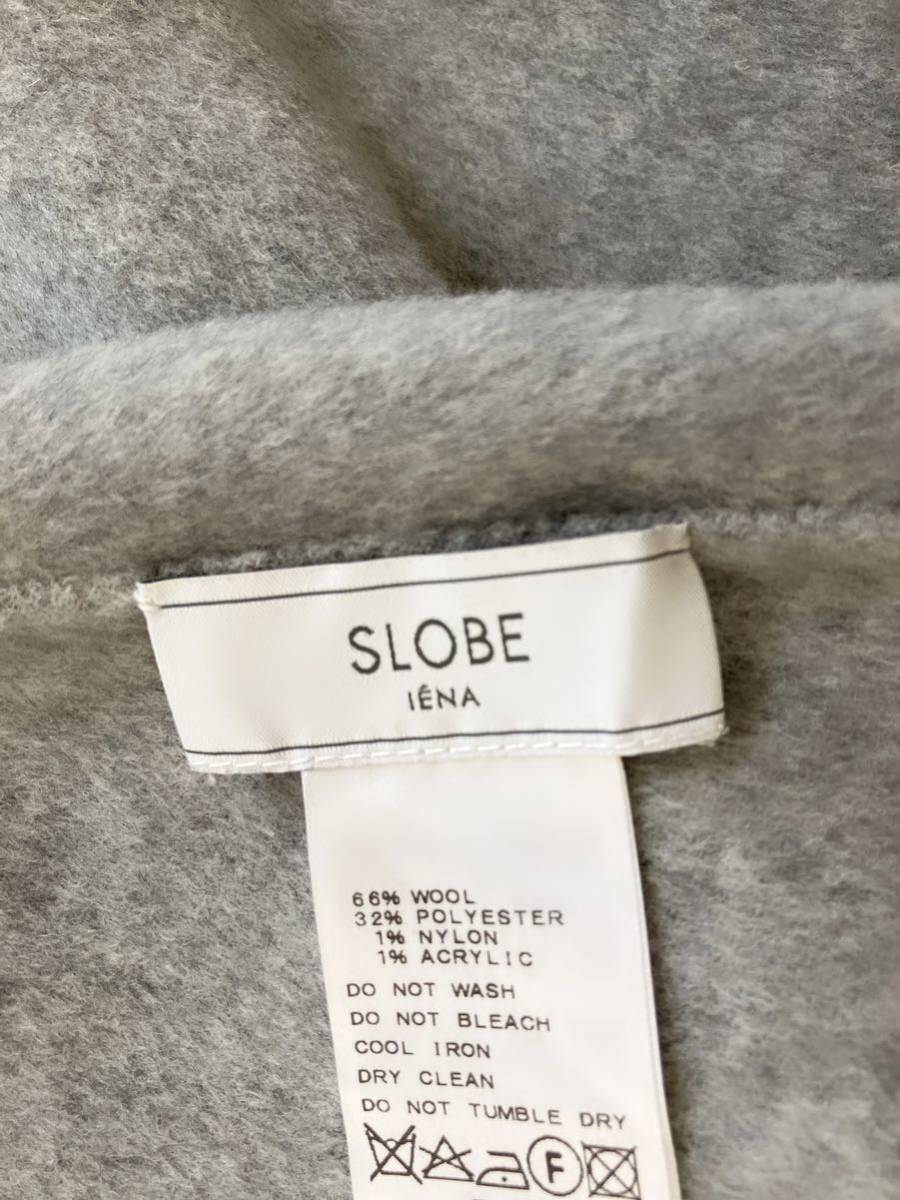 SLOBE
IÉNA
66% WOOL
32% POLYESTER
1% NYLON
1% ACRYLIC
DO NOT WASH
DO NOT BLEACH
COOL IRON
DRY CLEAN
DO NOT TUMBLE DRY
F